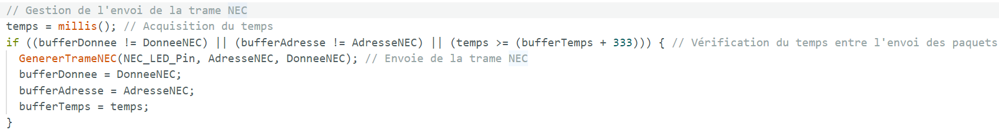 // Gestion de l'envoi de la trame NEC
temps = millis(); // Acquisition du temps
if ((bufferDonnee != DonneeNEC) || (bufferAdresse != AdresseNEC) || (temps >= (bufferTemps + 333))) { // Vérification du temps entre l'envoi des paquets
  GenererTrameNEC(NEC_LED_Pin, AdresseNEC, DonneeNEC); // Envoie de la trame NEC
  bufferDonnee = DonneeNEC;
  bufferAdresse = AdresseNEC;
  bufferTemps = temps;
}